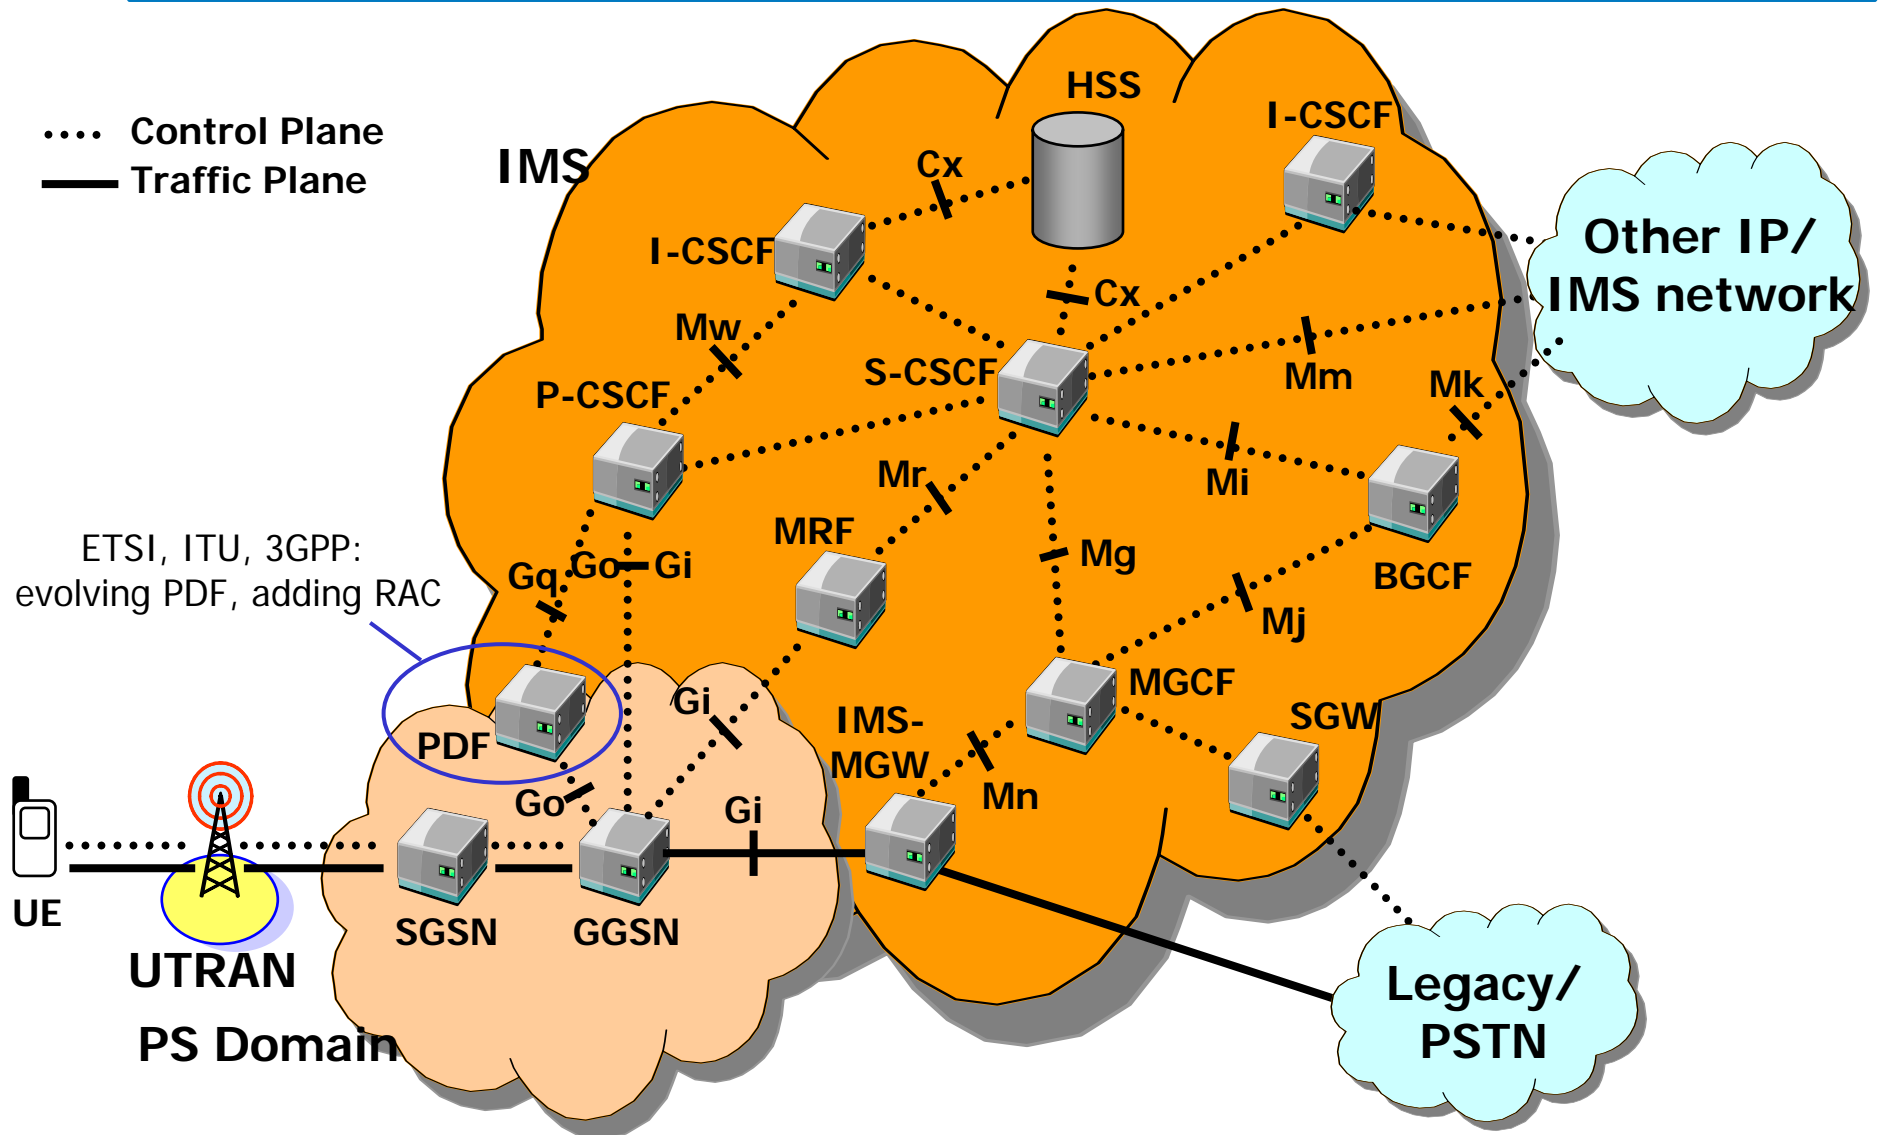 HSS
I-CSCF
Control Plane
Traffic Plane
IMS
Cx
I-CSCF
Other IP/
IMS network
Cx
Mw
S-CSCF
Mm
P-CSCF
Mk
Mr
Mi
MRF
ETSI, ITU, 3GPP:
evolving PDF, adding RAC
Gq
Go
Gi
Mg
BGCF
Mj
MGCF
Gi
IMS-
MGW
SGW
PDF
Go
Gi
Mn
UE
SGSN
GGSN
UTRAN
PS Domain
Legacy/
PSTN